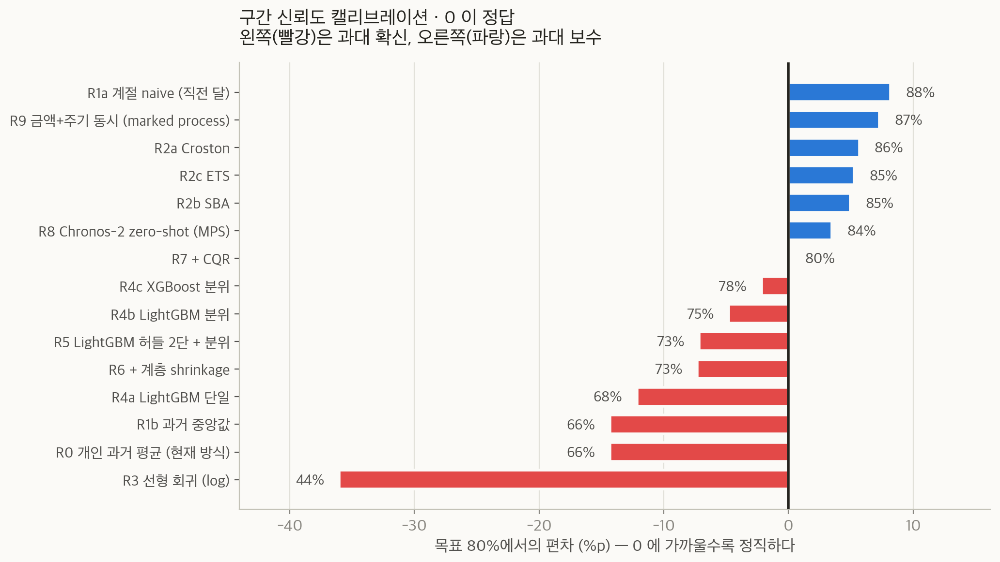 구간 신뢰도 캘리브레이션 · 0 이 정답
왼쪽(빨강)은 과대 확신, 오른쪽(파랑)은 과대 보수
R1a 계절 naive (직전 달) 88%
R9 금액+주기 동시 (marked process) 87%
R2a Croston 86%
R2c ETS 85%
R2b SBA 85%
R8 Chronos-2 zero-shot (MPS) 84%
R7 + CQR 80%
R4c XGBoost 분위 78%
R4b LightGBM 분위 75%
R5 LightGBM 허들 2단 + 분위 73%
R6 + 계층 shrinkage 73%
R4a LightGBM 단일 68%
R1b 과거 중앙값 66%
R0 개인 과거 평균 (현재 방식) 66%
R3 선형 회귀 (log) 44%
-40 -30 -20 -10 0 10
목표 80%에서의 편차 (%p) — 0 에 가까울수록 정직하다